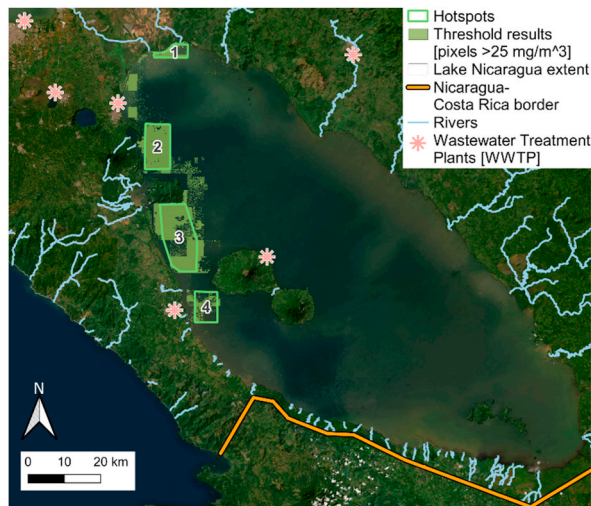 Hotspots
Threshold results
[pixels >25 mg/m^3]
Lake Nicaragua extent
Nicaragua-
Costa Rica border
Rivers
Wastewater Treatment
Plants [WWTP]
1
2
3
4
N
0 10 20 km